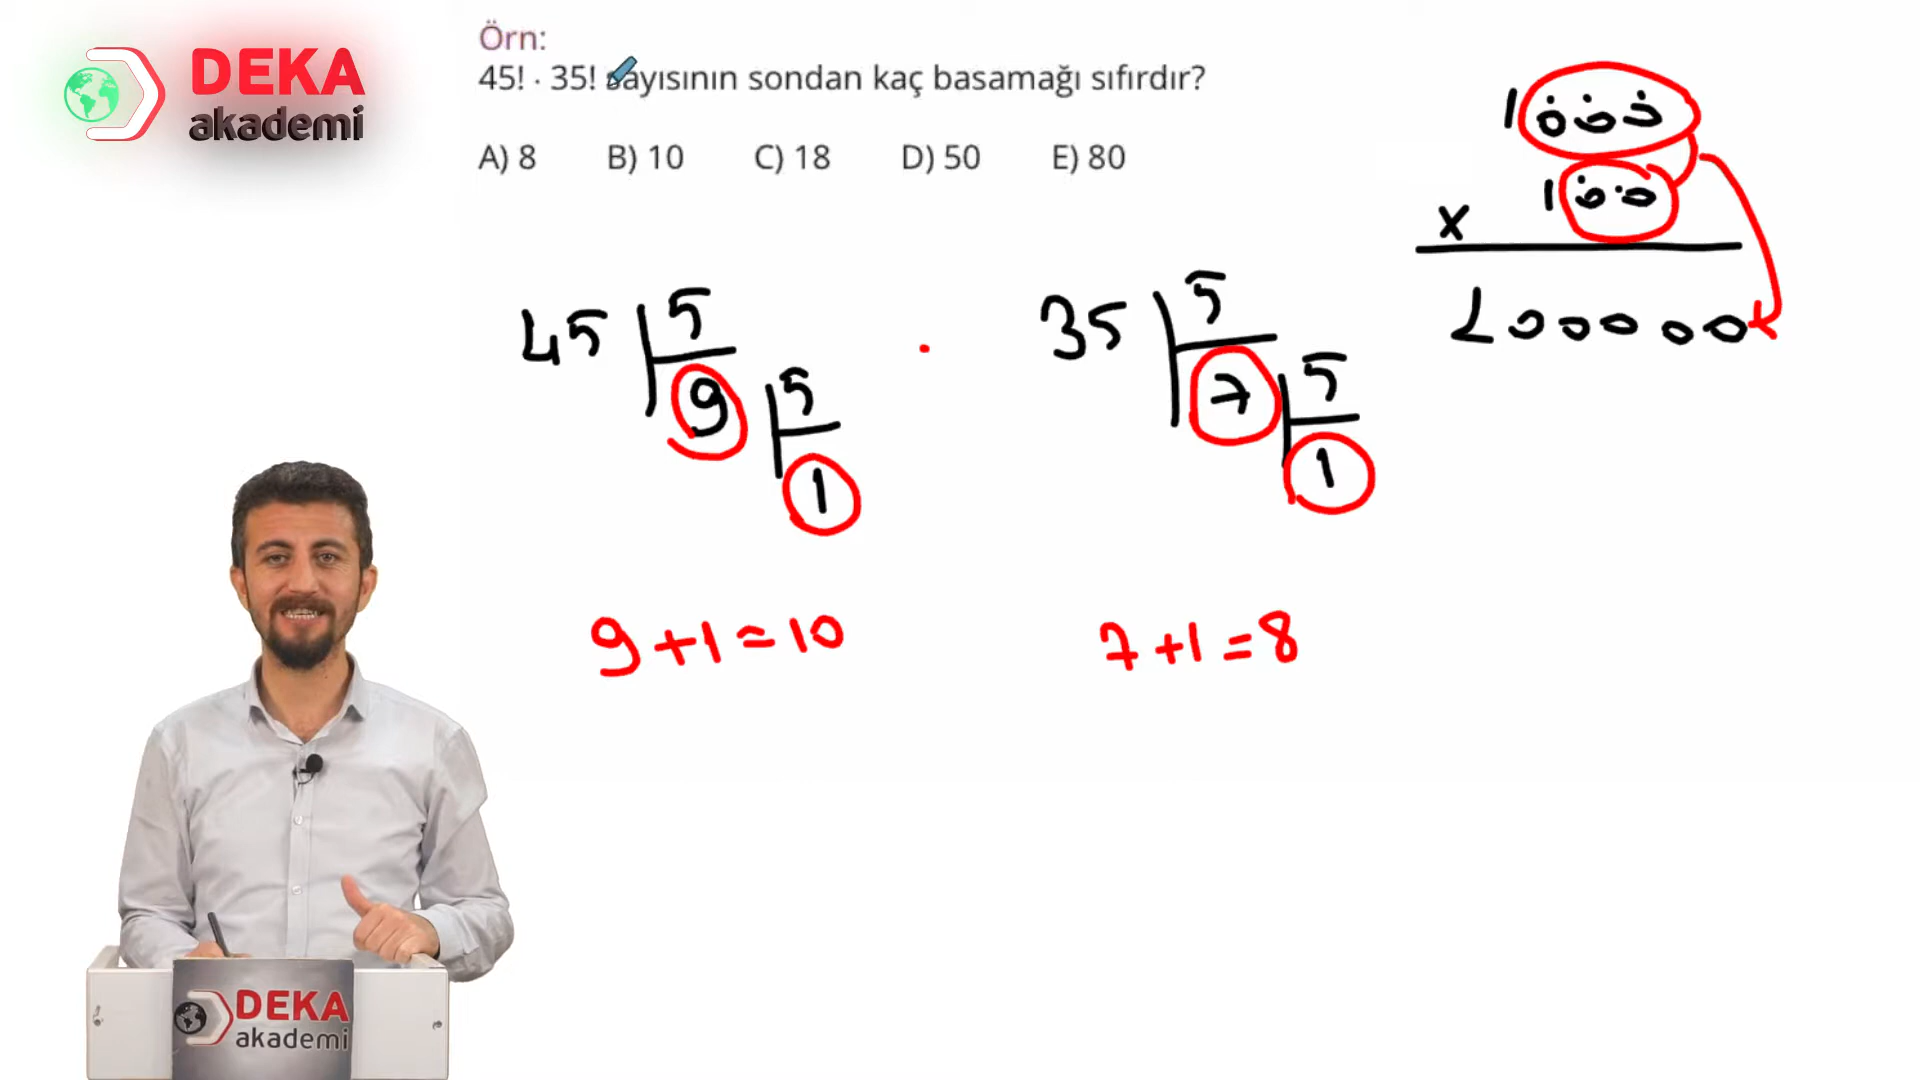 DEKA
akademi
Örn:
45! · 35! sayısının sondan kaç basamağı sıfırdır?
A) 8 B) 10 C) 18 D) 50 E) 80
1000
100
x
100000
45 5
9 5
1
.
35 5
7 5
1
9+1=10
7+1=8
DEKA
akademi